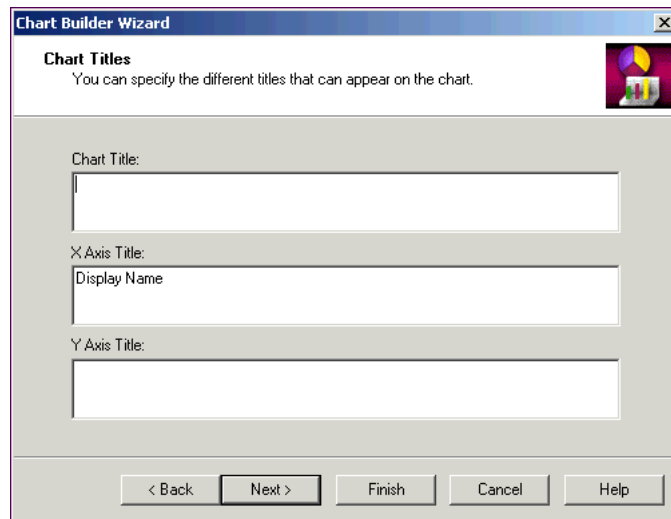 Chart Builder Wizard
Chart Titles
You can specify the different titles that can appear on the chart.
Chart Title:
X Axis Title:
Display Name
Y Axis Title:
< Back Next > Finish Cancel Help